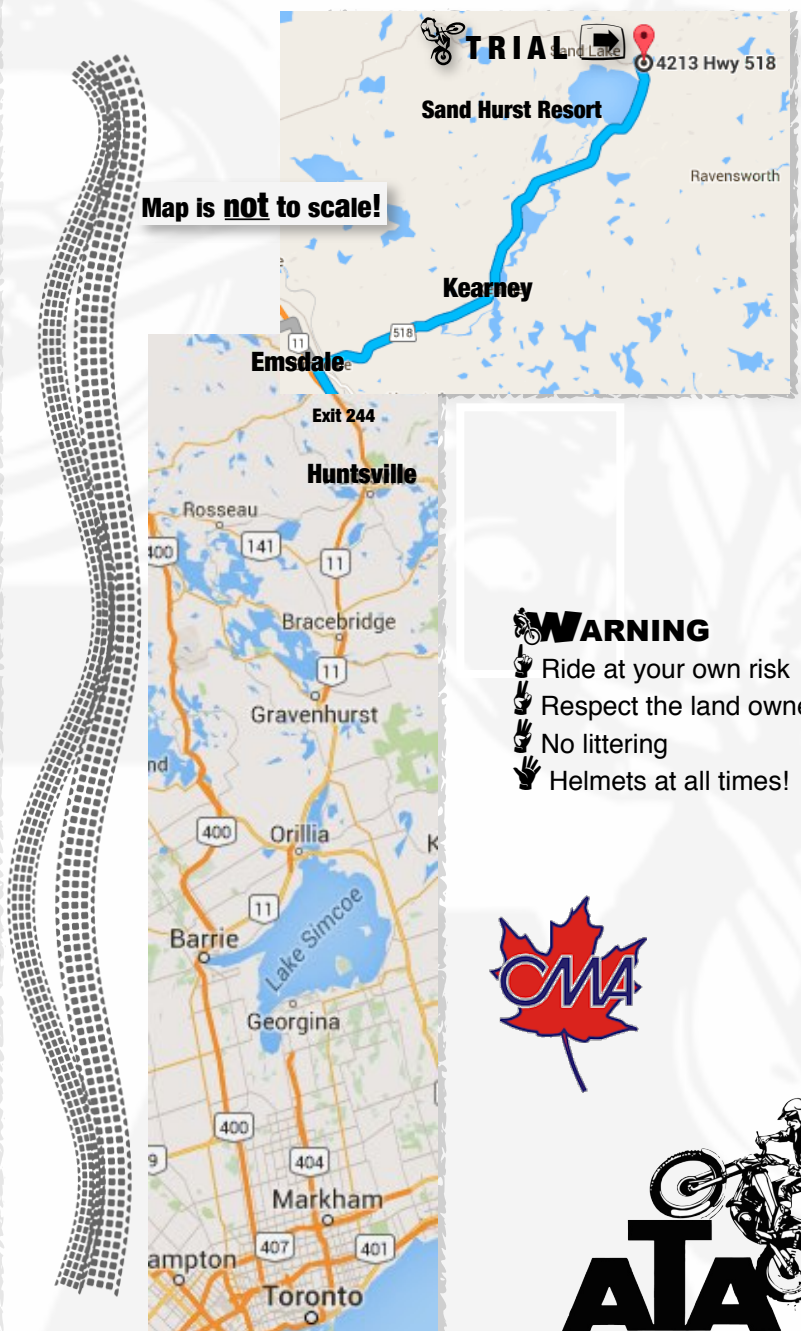 TRIAL
Sand Lake
4213 Hwy 518
Sand Hurst Resort
Ravensworth
Map is not to scale!
Kearney
518
11
Emsdale
Exit 244
Huntsville
Rosseau
400
141
11
Bracebridge
11
Gravenhurst
WARNING
Ride at your own risk
Respect the land owne
No littering
Helmets at all times!
nd
400
Orillia
K
11
Barrie
Lake Simcoe
Georgina
CMA
400
9
404
Markham
407
401
ampton
Toronto
ATA